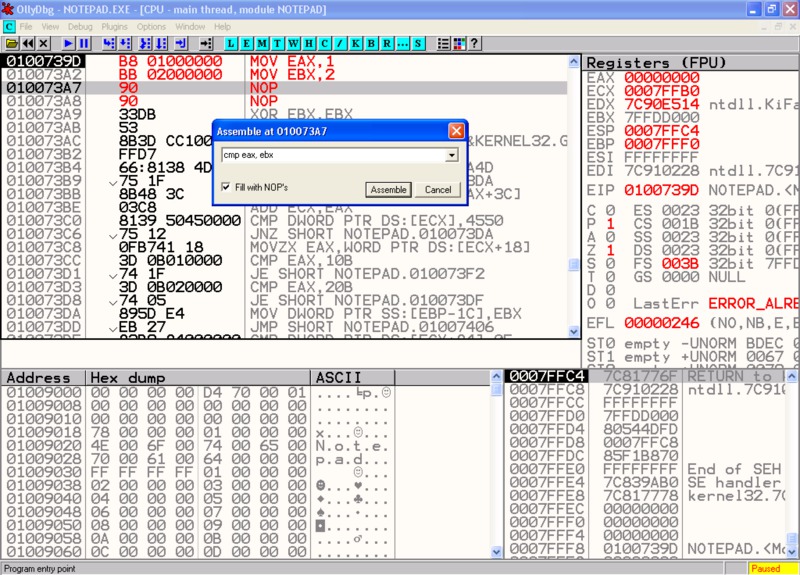 OllyDbg - NOTEPAD.EXE - [CPU - main thread, module NOTEPAD]
C File View Debug Plugins Options Window Help
L E M T W H C / K B R ... S ?
0100739D B8 01000000 MOV EAX,1
010073A2 BB 02000000 MOV EBX,2
010073A7 90 NOP
010073A8 90 NOP
010073A9 33DB XOR EBX,EBX
010073AB 53
010073AC 8B3D CC100 &KERNEL32.G
010073B2 FFD7
010073B4 66:8138 4D A4D
010073B9 75 1F 3DA
010073BB 8B48 3C AX+3C]
010073BE 03C8 ADD ECX,EAX
010073C0 8139 50450000 CMP DWORD PTR DS:[ECX],4550
010073C6 75 12 JNZ SHORT NOTEPAD.010073DA
010073C8 0FB741 18 MOVZX EAX,WORD PTR DS:[ECX+18]
010073CC 3D 0B010000 CMP EAX,10B
010073D1 74 1F JE SHORT NOTEPAD.010073F2
010073D3 3D 0B020000 CMP EAX,20B
010073D8 74 05 JE SHORT NOTEPAD.010073DF
010073DA 895D E4 MOV DWORD PTR SS:[EBP-1C],EBX
010073DD EB 27 JMP SHORT NOTEPAD.01007406
Assemble at 010073A7
cmp eax, ebx
Fill with NOP's
Assemble Cancel
Registers (FPU)
EAX 00000000
ECX 0007FFB0
EDX 7C90E514 ntdll.KiFa
EBX 7FFDD000
ESP 0007FFC4
EBP 0007FFF0
ESI FFFFFFFF
EDI 7C910228 ntdll.7C91
EIP 0100739D NOTEPAD.<M
C 0 ES 0023 32bit 0(FF
P 1 CS 001B 32bit 0(FF
A 0 SS 0023 32bit 0(FF
Z 1 DS 0023 32bit 0(FF
S 0 FS 003B 32bit 7FFD
T 0 GS 0000 NULL
D 0
O 0 LastErr ERROR_ALRE
EFL 00000246 (NO,NB,E,B
ST0 empty -UNORM BDEC 0
ST1 empty +UNORM 0067 0
Address Hex dump ASCII
01009000 00 00 00 00 D4 70 00 01 ....╘p.☺
01009008 00 00 00 00 00 00 00 00 ........
01009010 00 00 00 00 00 00 00 00 ........
01009018 78 00 00 00 01 00 00 00 x...☺...
01009020 4E 00 6F 00 74 00 65 00 N.o.t.e.
01009028 70 00 61 00 64 00 00 00 p.a.d...
01009030 FF FF FF FF 01 00 00 00 ☺...
01009038 02 00 00 00 03 00 00 00 ☻...♥...
01009040 04 00 00 00 05 00 00 00 ♦...♣...
01009048 06 00 00 00 07 00 00 00 ♠...•...
01009050 08 00 00 00 09 00 00 00 ◘.......
01009058 0A 00 00 00 0B 00 00 00 ....♂...
01009060 0C 00 00 00 0D 00 00 00 ........
0007FFC4 7C81776F RETURN to
0007FFC8 7C910228 ntdll.7C91
0007FFCC FFFFFFFF
0007FFD0 7FFDD000
0007FFD4 80544DFD
0007FFD8 0007FFC8
0007FFDC 85F1B870
0007FFE0 FFFFFFFF End of SEH
0007FFE4 7C839AB0 SE handler
0007FFE8 7C817778 kernel32.7C
0007FFEC 00000000
0007FFF0 00000000
0007FFF4 00000000
0007FFF8 0100739D NOTEPAD.<Mo
Program entry point Paused